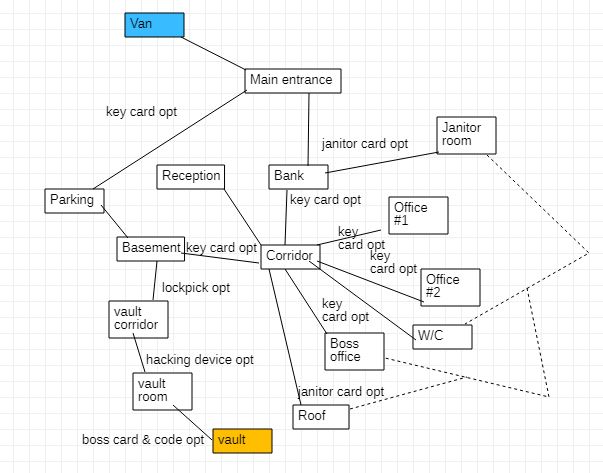 Van
Main entrance
key card opt
Janitor
room
janitor card opt
Reception
Bank
Parking
key card opt
Office
#1
key
card opt
Basement
key card opt
Corridor
key
card opt
Office
#2
lockpick opt
vault
corridor
key
card opt
W/C
Boss
office
hacking device opt
vault
room
janitor card opt
Roof
boss card & code opt
vault